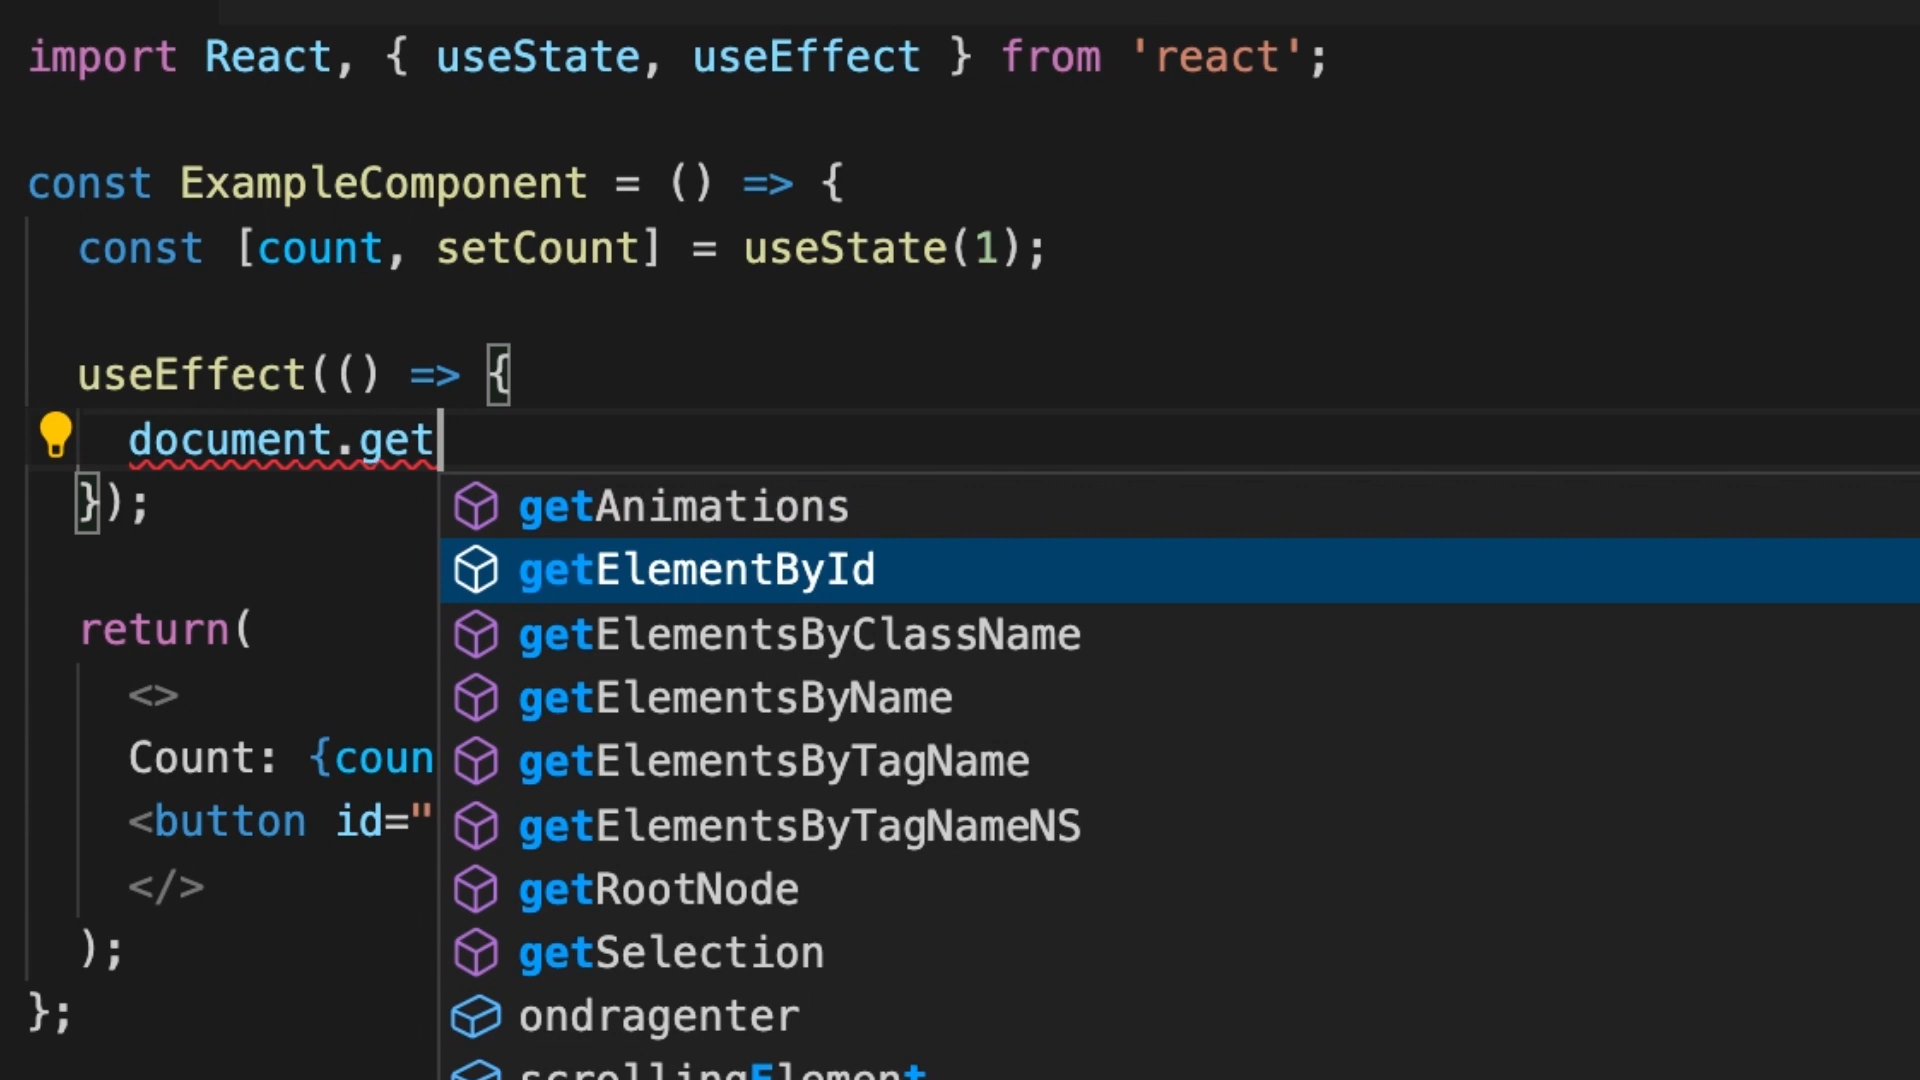 import React, { useState, useEffect } from 'react';
const ExampleComponent = () => {
const [count, setCount] = useState(1);
useEffect(() => {
document.get
});
getAnimations
getElementById
getElementsByClassName
getElementsByName
getElementsByTagName
getElementsByTagNameNS
getRootNode
getSelection
ondragenter
scrollingElement
return(
<>
Count: {coun
<button id="
</>
);
};